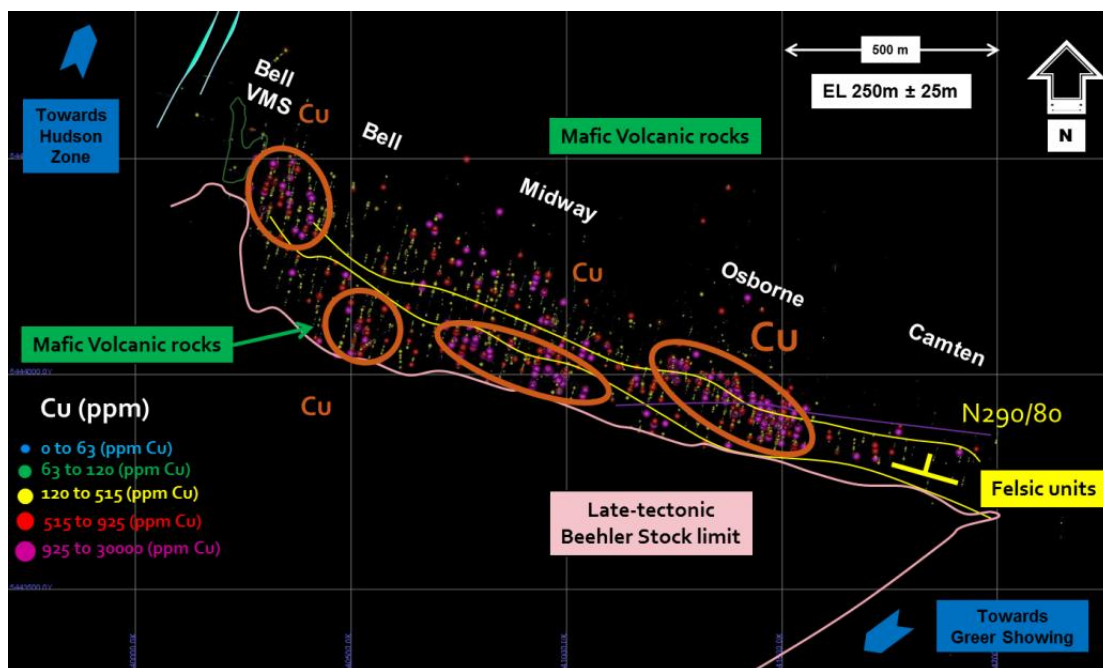 Towards
Hudson
Zone
Bell
VMS
Cu
Bell
Mafic Volcanic rocks
500 m
EL 250m ± 25m
N
Midway
Cu
Osborne
Cu
Camten
Mafic Volcanic rocks
Cu
N290/80
Felsic units
Late-tectonic
Beehler Stock limit
Cu (ppm)
0 to 63 (ppm Cu)
63 to 120 (ppm Cu)
120 to 515 (ppm Cu)
515 to 925 (ppm Cu)
925 to 30000 (ppm Cu)
Towards
Greer Showing